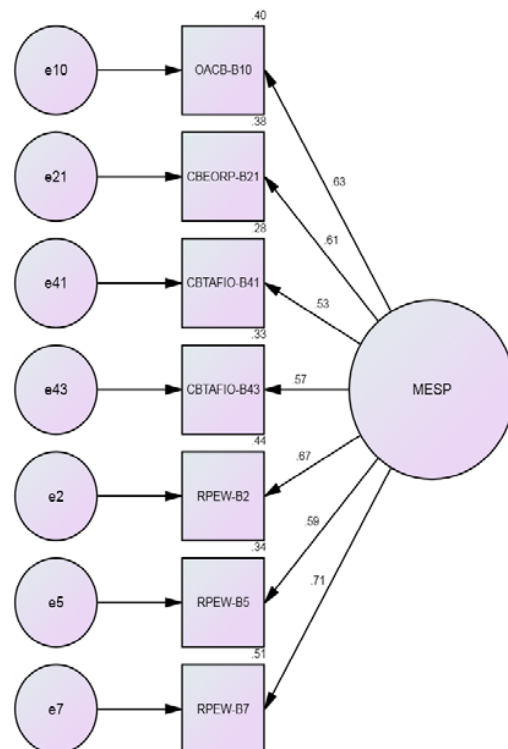 .40
e10
OACB-B10
.38
.63
e21
CBEORP-B21
.28
.61
e41
CBTAFIO-B41
.53
.33
e43
CBTAFIO-B43
.57
MESP
.44
e2
RPEW-B2
.67
.34
e5
RPEW-B5
.59
.51
.71
e7
RPEW-B7